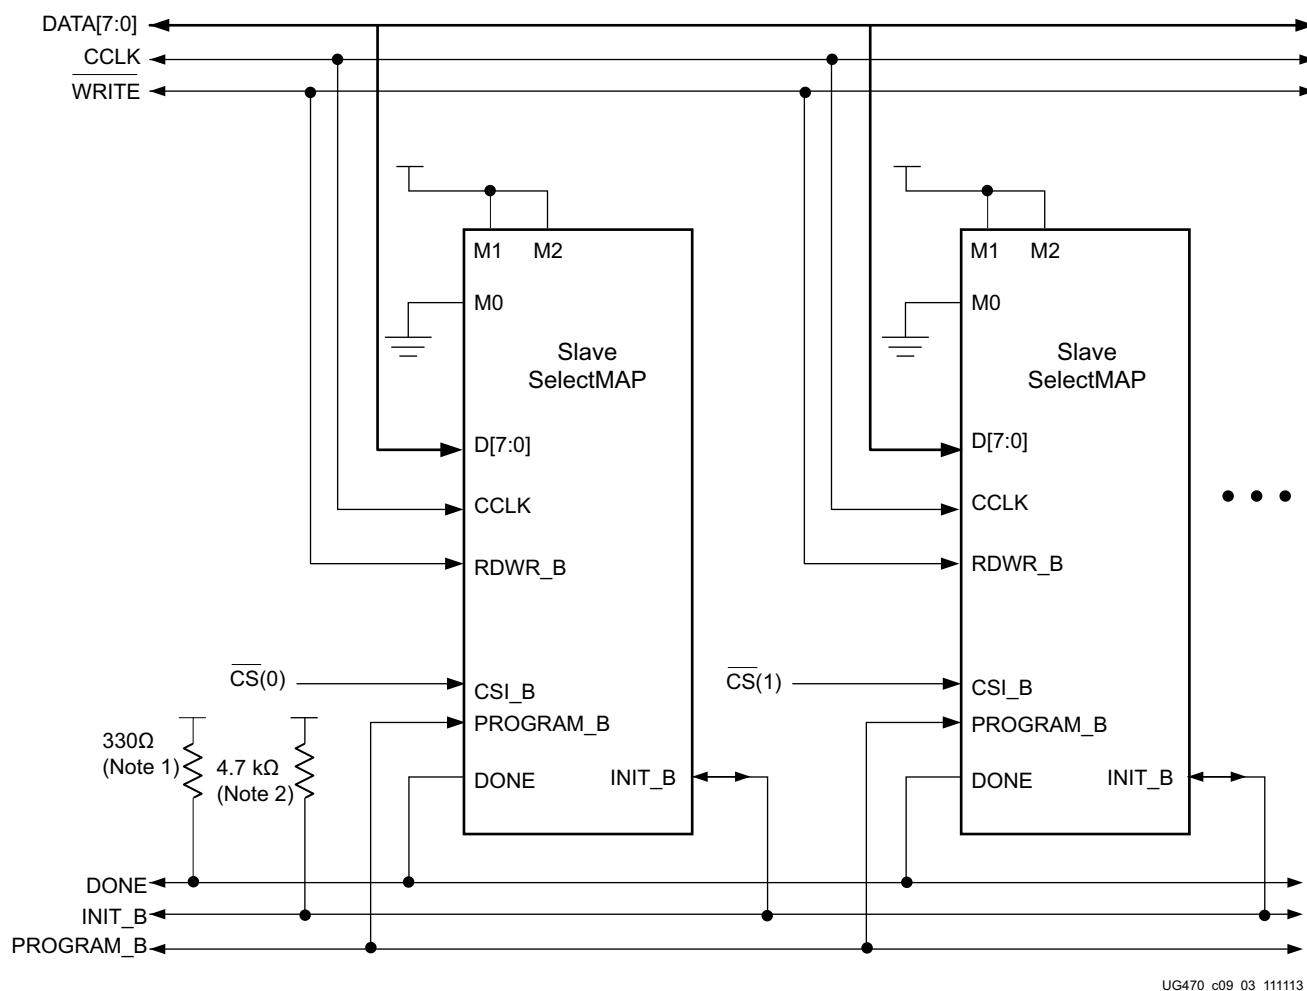 DATA[7:0]
CCLK
WRITE
M1 M2
M0
Slave
SelectMAP
D[7:0]
CCLK
RDWR_B
CS(0)
CSI_B
PROGRAM_B
DONE INIT_B
M1 M2
M0
Slave
SelectMAP
D[7:0]
CCLK
RDWR_B
CS(1)
CSI_B
PROGRAM_B
DONE INIT_B
330Ω
(Note 1)
4.7 kΩ
(Note 2)
DONE
INIT_B
PROGRAM_B
UG470_c09_03_111113